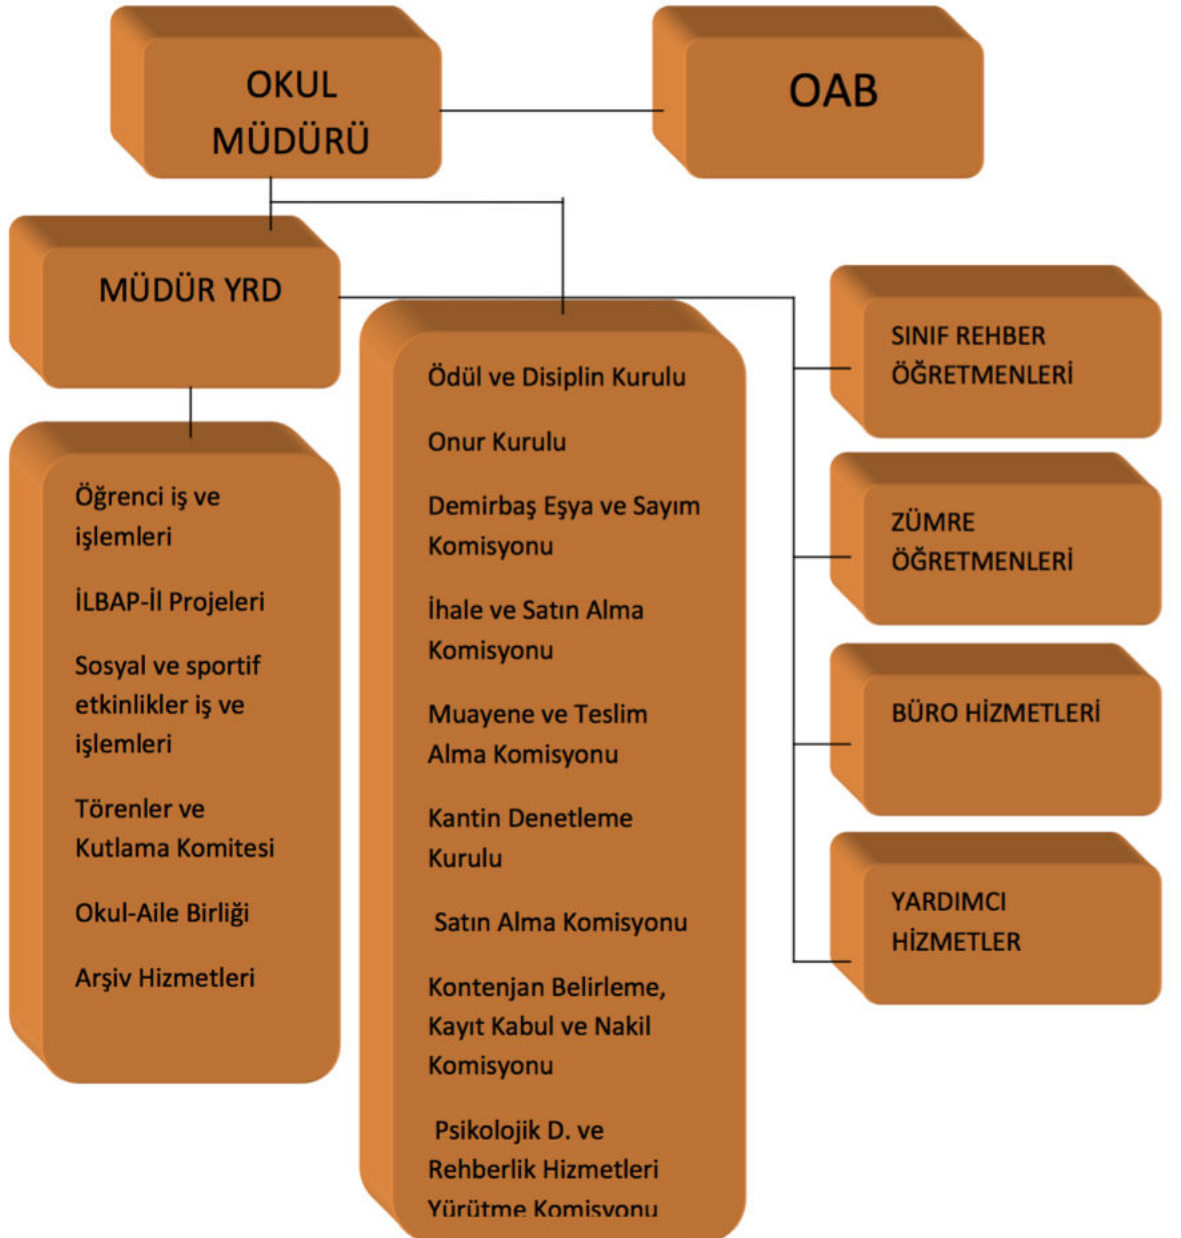 OKUL
MÜDÜRÜ
OAB
MÜDÜR YRD
Öğrenci iş ve
işlemleri
İLBAP-İl Projeleri
Sosyal ve sportif
etkinlikler iş ve
işlemleri
Törenler ve
Kutlama Komitesi
Okul-Aile Birliği
Arşiv Hizmetleri
Ödül ve Disiplin Kurulu
Onur Kurulu
Demirbaş Eşya ve Sayım
Komisyonu
İhale ve Satın Alma
Komisyonu
Muayene ve Teslim
Alma Komisyonu
Kantin Denetleme
Kurulu
Satın Alma Komisyonu
Kontenjan Belirleme,
Kayıt Kabul ve Nakil
Komisyonu
Psikolojik D. ve
Rehberlik Hizmetleri
Yürütme Komisyonu
SINIF REHBER
ÖĞRETMENLERİ
ZÜMRE
ÖĞRETMENLERİ
BÜRO HİZMETLERİ
YARDIMCI
HİZMETLER